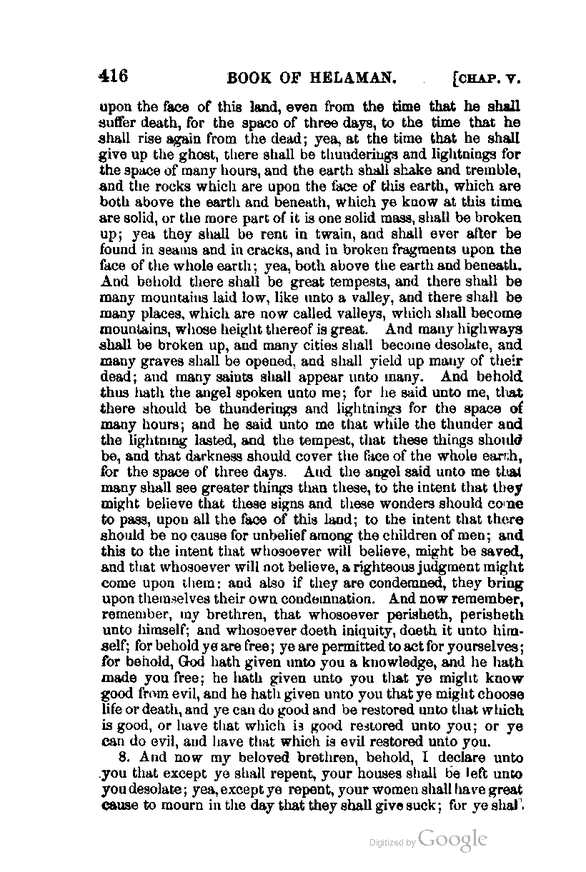 416 BOOK OF HELAMAN. [CHAP. V.
upon the face of this land, even from the time that he shall
suffer death, for the space of three days, to the time that he
shall rise again from the dead; yea, at the time that he shall
give up the ghost, there shall be thunderings and lightnings for
the space of many hours, and the earth shall shake and tremble,
and the rocks which are upon the face of this earth, which are
both above the earth and beneath, which ye know at this time
are solid, or the more part of it is one solid mass, shall be broken
up; yea they shall be rent in twain, and shall ever after be
found in seams and in cracks, and in broken fragments upon the
face of the whole earth; yea, both above the earth and beneath.
And behold there shall be great tempests, and there shall be
many mountains laid low, like unto a valley, and there shall be
many places, which are now called valleys, which shall become
mountains, whose height thereof is great. And many highways
shall be broken up, and many cities shall become desolate, and
many graves shall be opened, and shall yield up many of their
dead; and many saints shall appear unto many. And behold
thus hath the angel spoken unto me; for he said unto me, that
there should be thunderings and lightnings for the space of
many hours; and he said unto me that while the thunder and
the lightning lasted, and the tempest, that these things should
be, and that darkness should cover the face of the whole earth,
for the space of three days. And the angel said unto me that
many shall see greater things than these, to the intent that they
might believe that these signs and these wonders should come
to pass, upon all the face of this land; to the intent that there
should be no cause for unbelief among the children of men; and
this to the intent that whosoever will believe, might be saved,
and that whosoever will not believe, a righteous judgment might
come upon them; and also if they are condemned, they bring
upon themselves their own condemnation. And now remember,
remember, my brethren, that whosoever perisheth, perisheth
unto himself; and whosoever doeth iniquity, doeth it unto him-
self; for behold ye are free; ye are permitted to act for yourselves;
for behold, God hath given unto you a knowledge, and he hath
made you free; he hath given unto you that ye might know
good from evil, and he hath given unto you that ye might choose
life or death, and ye can do good and be restored unto that which
is good, or have that which is good restored unto you; or ye
can do evil, and have that which is evil restored unto you.
8. And now my beloved brethren, behold, I declare unto
you that except ye shall repent, your houses shall be left unto
you desolate; yea, except ye repent, your women shall have great
cause to mourn in the day that they shall give suck; for ye shall
Digitized by Google